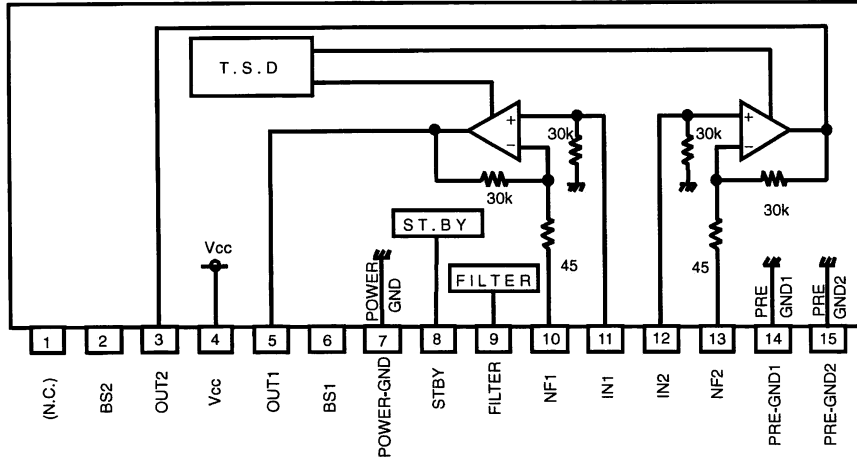 T.S.D
+
−
30k
30k
+
−
30k
30k
ST.BY
45
45
Vcc
POWER
GND
FILTER
PRE
GND1
PRE
GND2
1
2
3
4
5
6
7
8
9
10
11
12
13
14
15
(N.C.)
BS2
OUT2
Vcc
OUT1
BS1
POWER-GND
STBY
FILTER
NF1
IN1
IN2
NF2
PRE-GND1
PRE-GND2